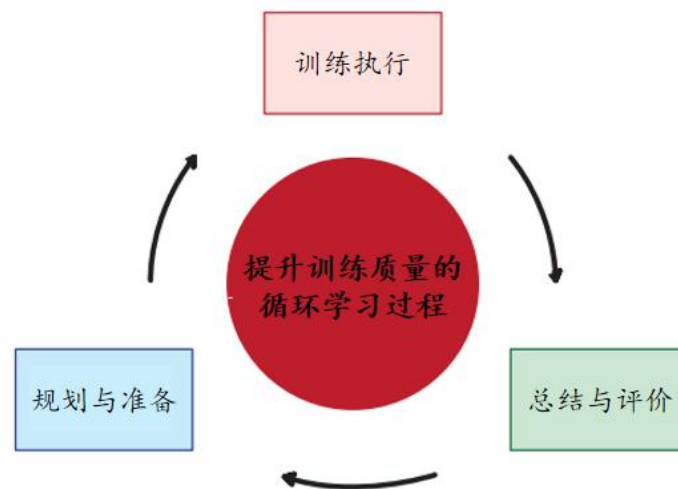 训练执行
提升训练质量的
循环学习过程
规划与准备
总结与评价